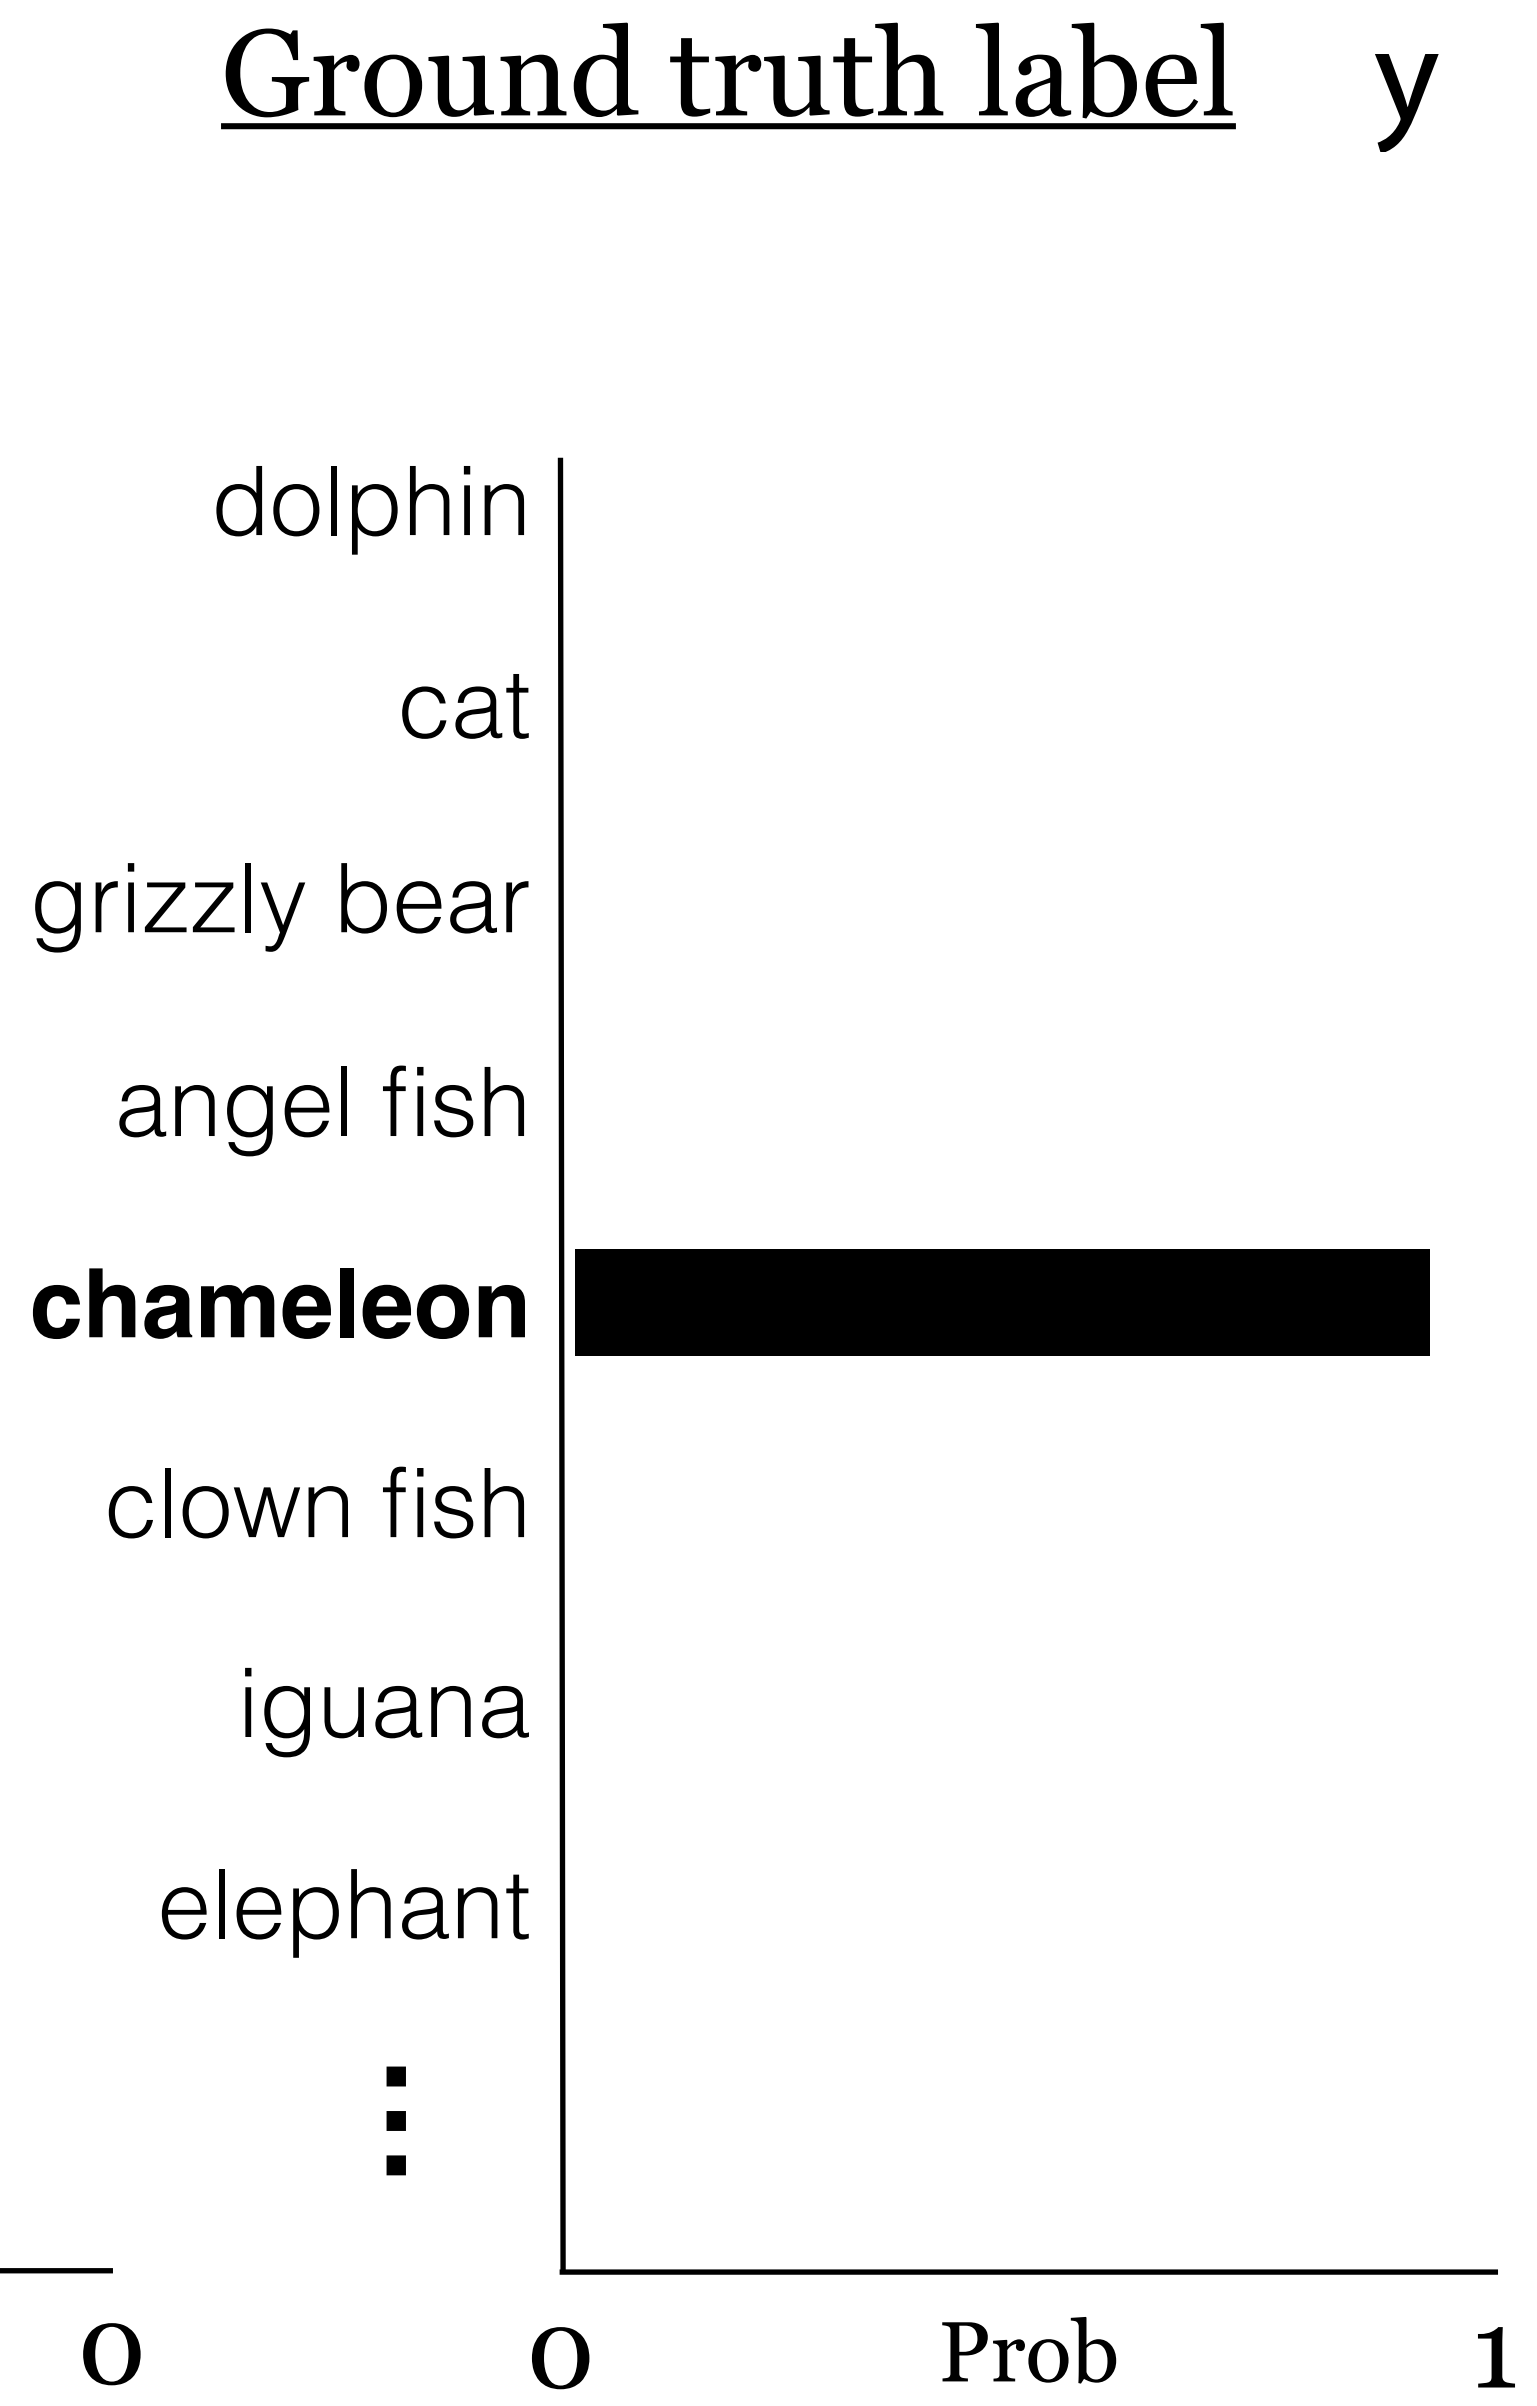 Ground truth label y
dolphin
cat
grizzly bear
angel fish
chameleon
clown fish
iguana
elephant
⋮
0 0 Prob 1